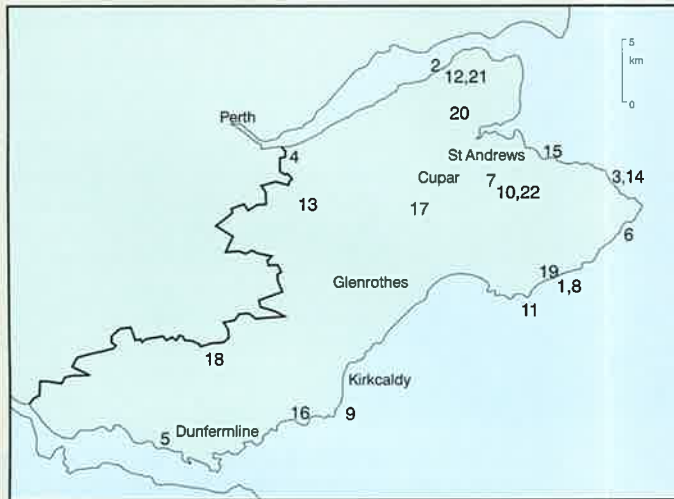 5
km
0
2
12,21
Perth
20
4
St Andrews
15
Cupar
7
3,14
10,22
13
17
6
19
Glenrothes
1,8
11
18
Kirkcaldy
16
9
Dunfermline
5